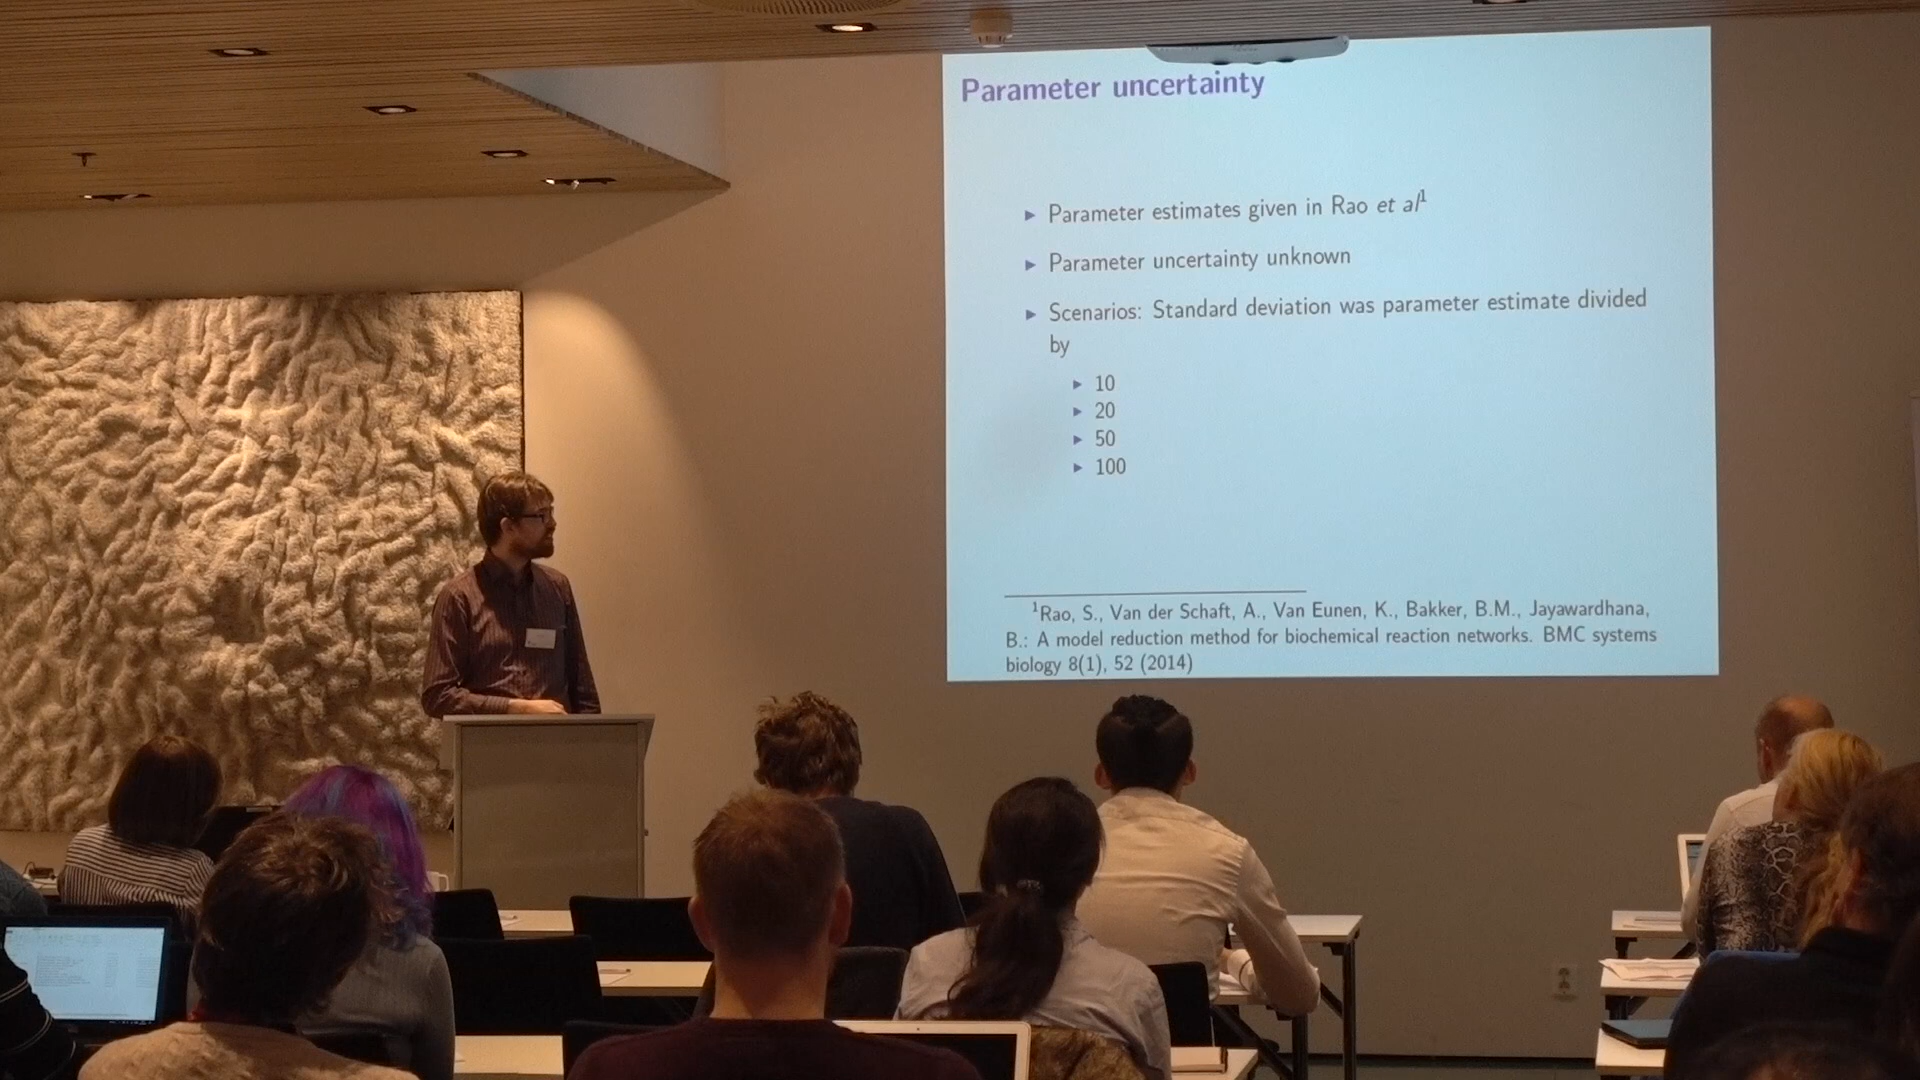 Parameter uncertainty
▶ Parameter estimates given in Rao et al¹
▶ Parameter uncertainty unknown
▶ Scenarios: Standard deviation was parameter estimate divided
by
▶ 10
▶ 20
▶ 50
▶ 100
¹Rao, S., Van der Schaft, A., Van Eunen, K., Bakker, B.M., Jayawardhana,
B.: A model reduction method for biochemical reaction networks. BMC systems
biology 8(1), 52 (2014)